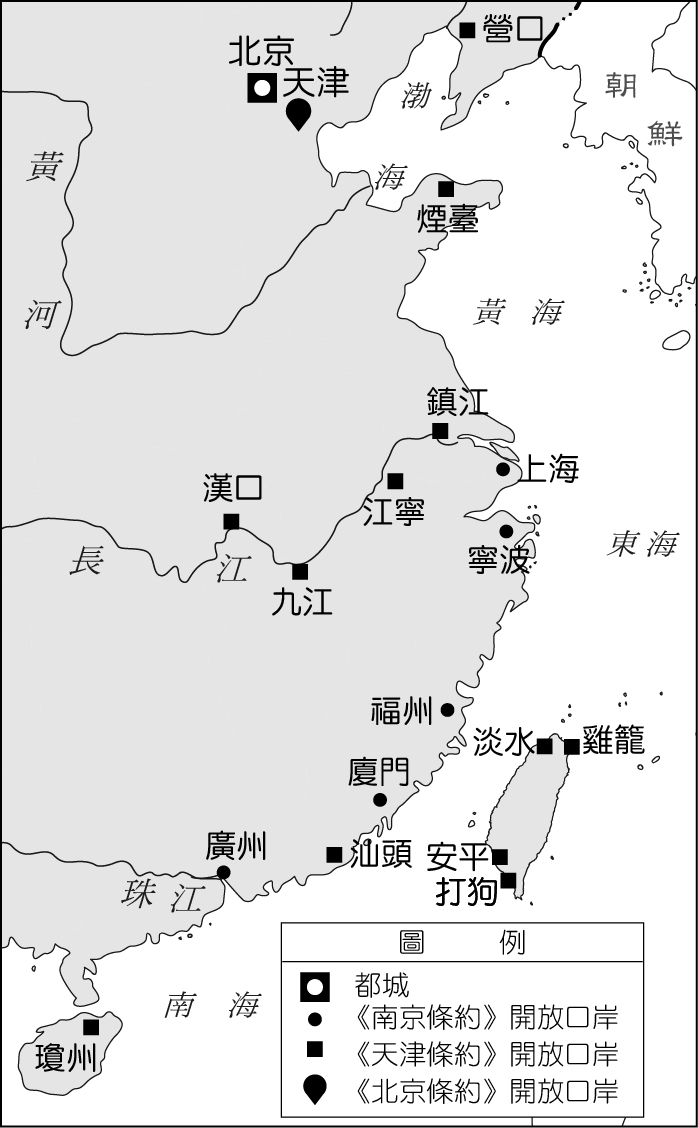 營口
北京
天津
渤海
朝鮮
黃河
煙臺
黃海
鎮江
上海
漢口
江寧
長江
寧波
東海
九江
福州
淡水
雞籠
廈門
廣州
汕頭
安平
打狗
珠江
南海
瓊州
圖例
都城
《南京條約》開放口岸
《天津條約》開放口岸
《北京條約》開放口岸